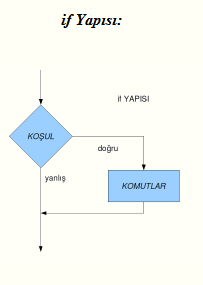 if Yapısı:
if YAPISI
KOŞUL
doğru
yanlış
KOMUTLAR